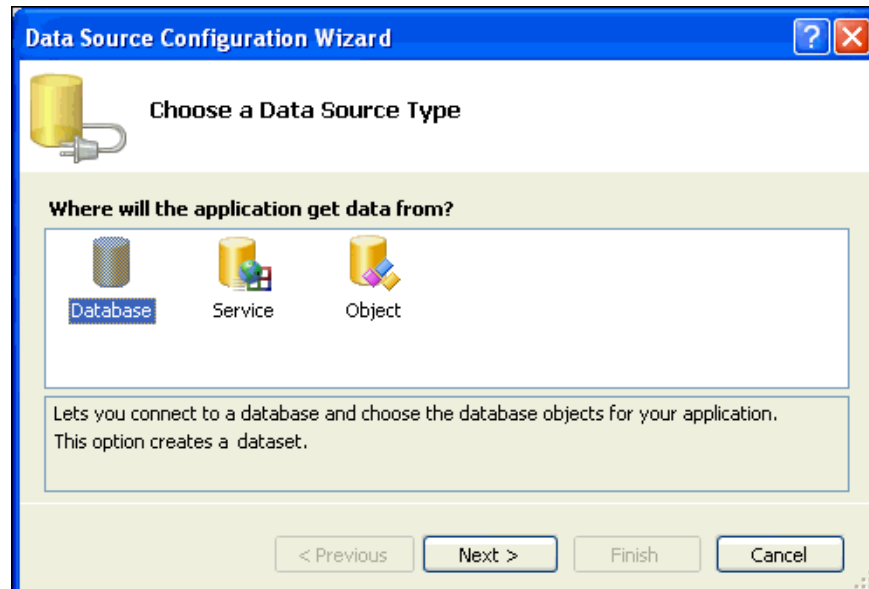 Data Source Configuration Wizard
Choose a Data Source Type
Where will the application get data from?
Database Service Object
Lets you connect to a database and choose the database objects for your application.
This option creates a dataset.
< Previous Next > Finish Cancel